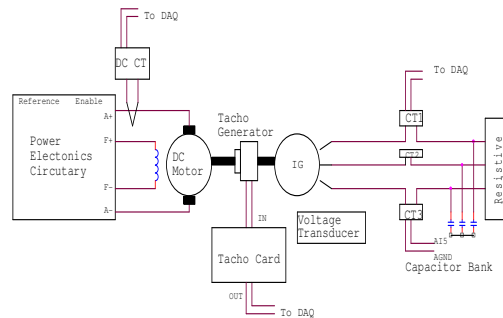 To DAQ
DC CT
To DAQ
Reference Enable
A+
CT1
Tacho
Generator
Power
Electonics
Circutary
F+
DC
Motor
IG
CT2
Resistive
F-
A-
IN
Voltage
Transducer
CT3
AI5
AGND
Capacitor Bank
Tacho Card
OUT
To DAQ